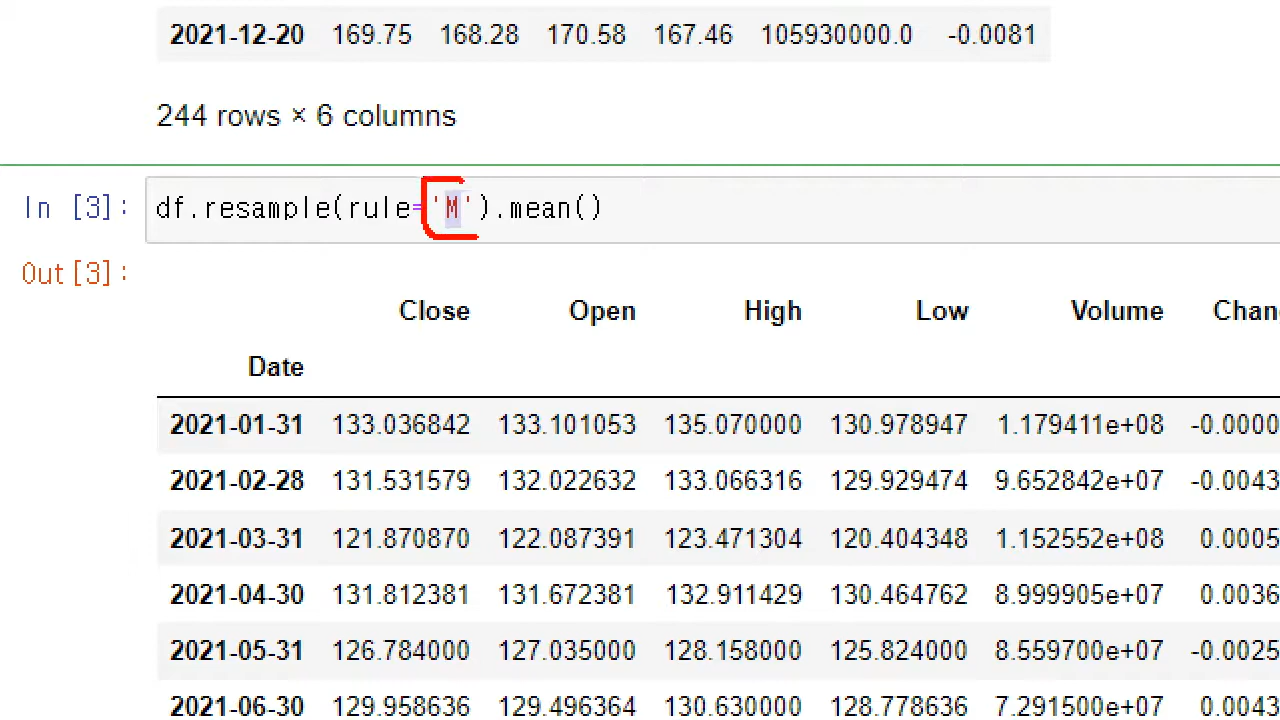 2021-12-20 169.75 168.28 170.58 167.46 105930000.0 -0.0081
244 rows × 6 columns
In [3]: df.resample(rule='M').mean()
Out[3]:
Close Open High Low Volume Chan
Date
2021-01-31 133.036842 133.101053 135.070000 130.978947 1.179411e+08 -0.0000
2021-02-28 131.531579 132.022632 133.066316 129.929474 9.652842e+07 -0.0043
2021-03-31 121.870870 122.087391 123.471304 120.404348 1.152552e+08 0.0005
2021-04-30 131.812381 131.672381 132.911429 130.464762 8.999905e+07 0.0036
2021-05-31 126.784000 127.035000 128.158000 125.824000 8.559700e+07 -0.0025
2021-06-30 129.958636 129.496364 130.630000 128.778636 7.291500e+07 0.0043